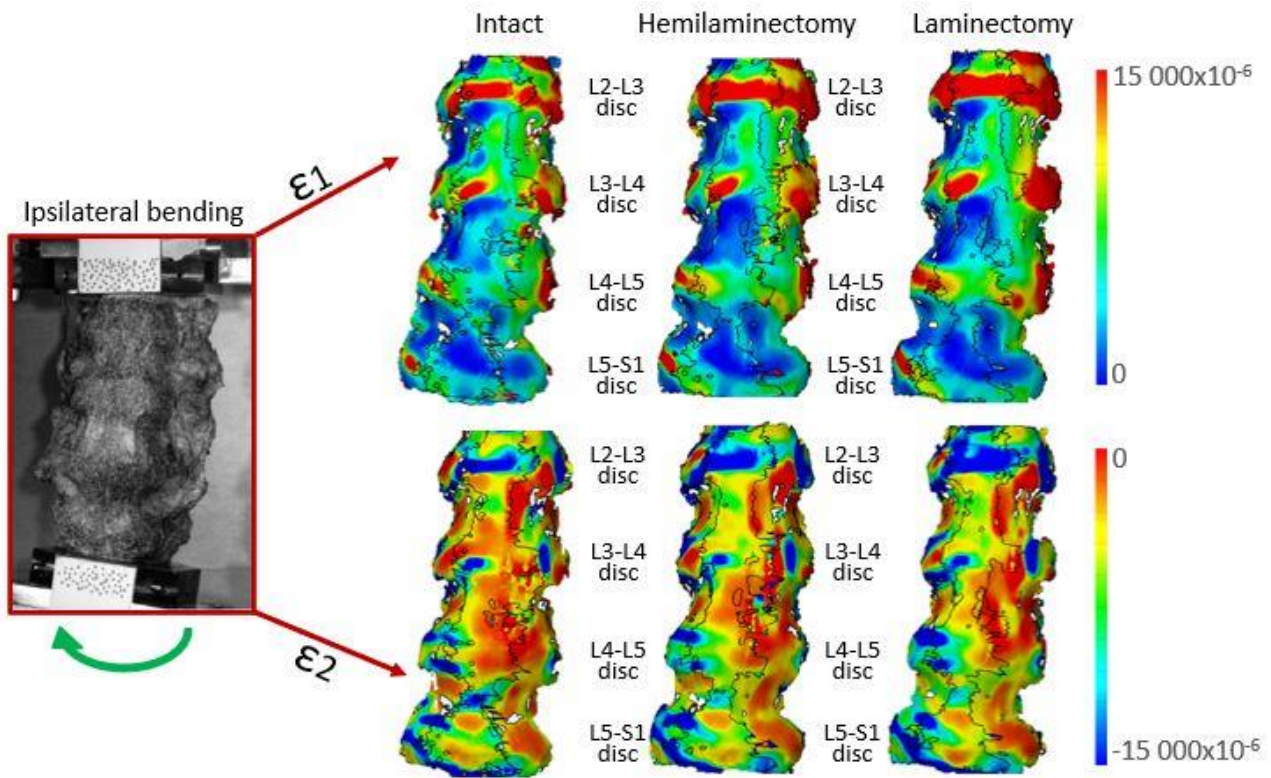 Intact
Hemilaminectomy
Laminectomy
Ipsilateral bending
ε1
L2-L3
disc
L3-L4
disc
L4-L5
disc
L5-S1
disc
L2-L3
disc
L3-L4
disc
L4-L5
disc
L5-S1
disc
15 000x10⁻⁶
0
ε2
L2-L3
disc
L3-L4
disc
L4-L5
disc
L5-S1
disc
L2-L3
disc
L3-L4
disc
L4-L5
disc
L5-S1
disc
0
-15 000x10⁻⁶